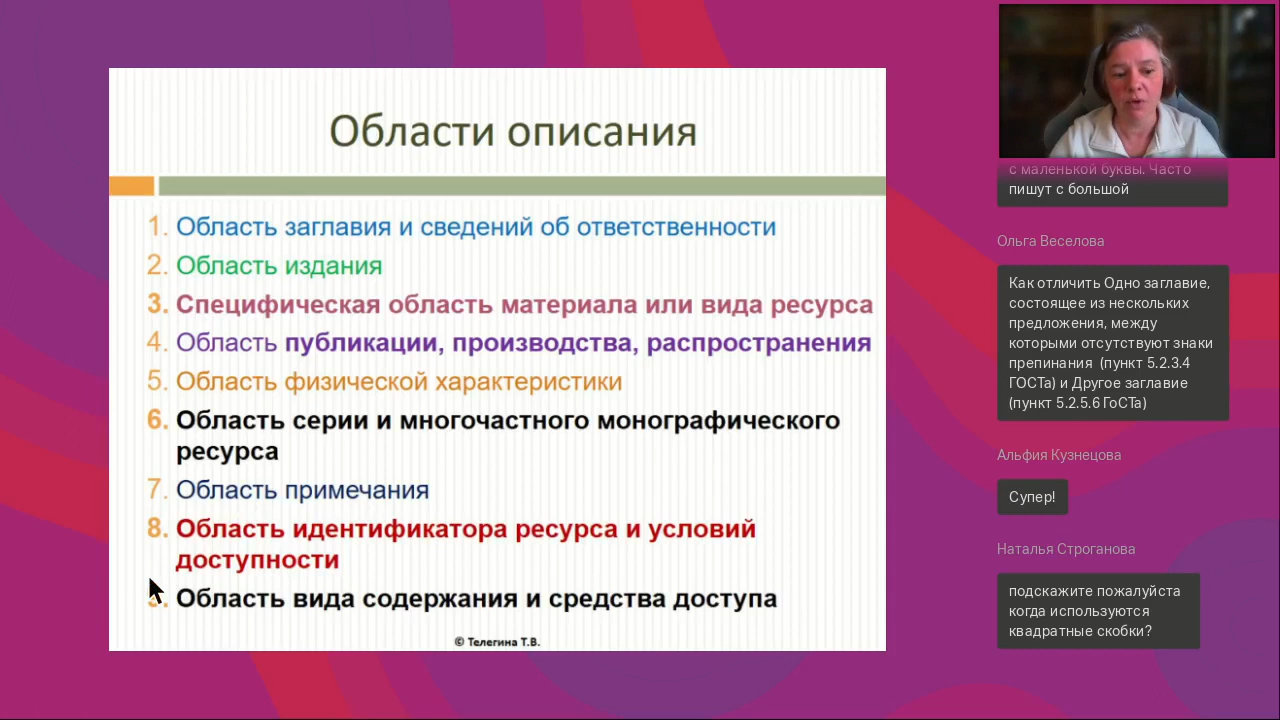 Области описания
1. Область заглавия и сведений об ответственности
2. Область издания
3. Специфическая область материала или вида ресурса
4. Область публикации, производства, распространения
5. Область физической характеристики
6. Область серии и многочастного монографического
ресурса
7. Область примечания
8. Область идентификатора ресурса и условий
доступности
Область вида содержания и средства доступа
© Телегина Т.В.
с маленькой буквы. Часто
пишут с большой
Ольга Веселова
Как отличить Одно заглавие,
состоящее из нескольких
предложения, между
которыми отсутствуют знаки
препинания (пункт 5.2.3.4
ГОСТа) и Другое заглавие
(пункт 5.2.5.6 ГоСТа)
Альфия Кузнецова
Супер!
Наталья Строганова
подскажите пожалуйста
когда используются
квадратные скобки?